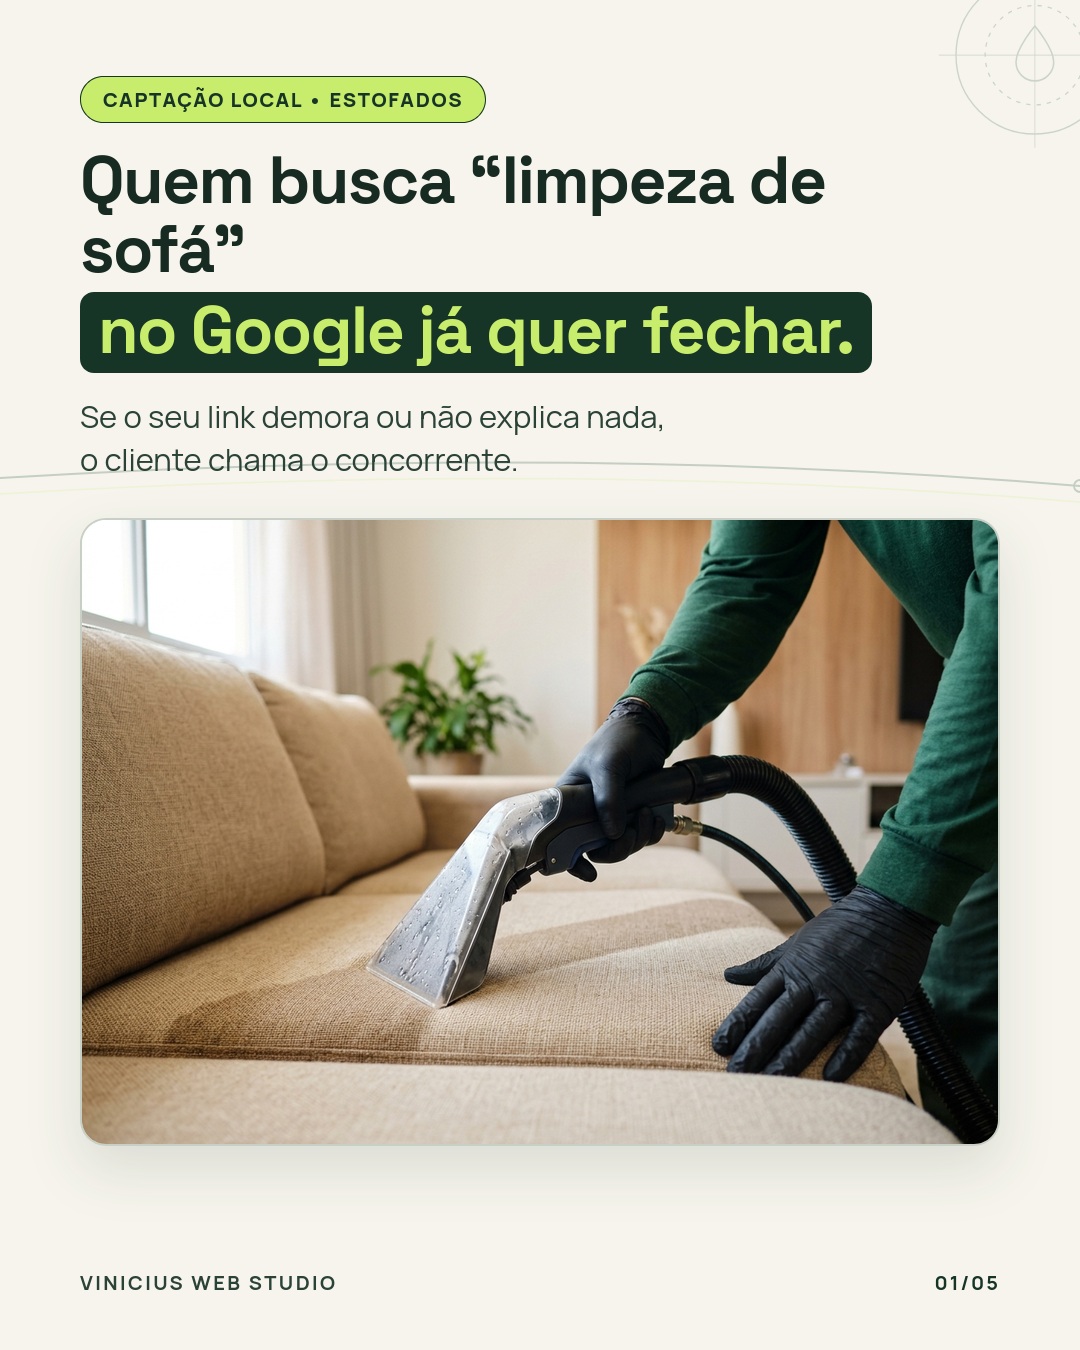 CAPTAÇÃO LOCAL • ESTOFADOS
Quem busca “limpeza de
sofá”
no Google já quer fechar.
Se o seu link demora ou não explica nada,
o cliente chama o concorrente.
VINICIUS WEB STUDIO
01/05